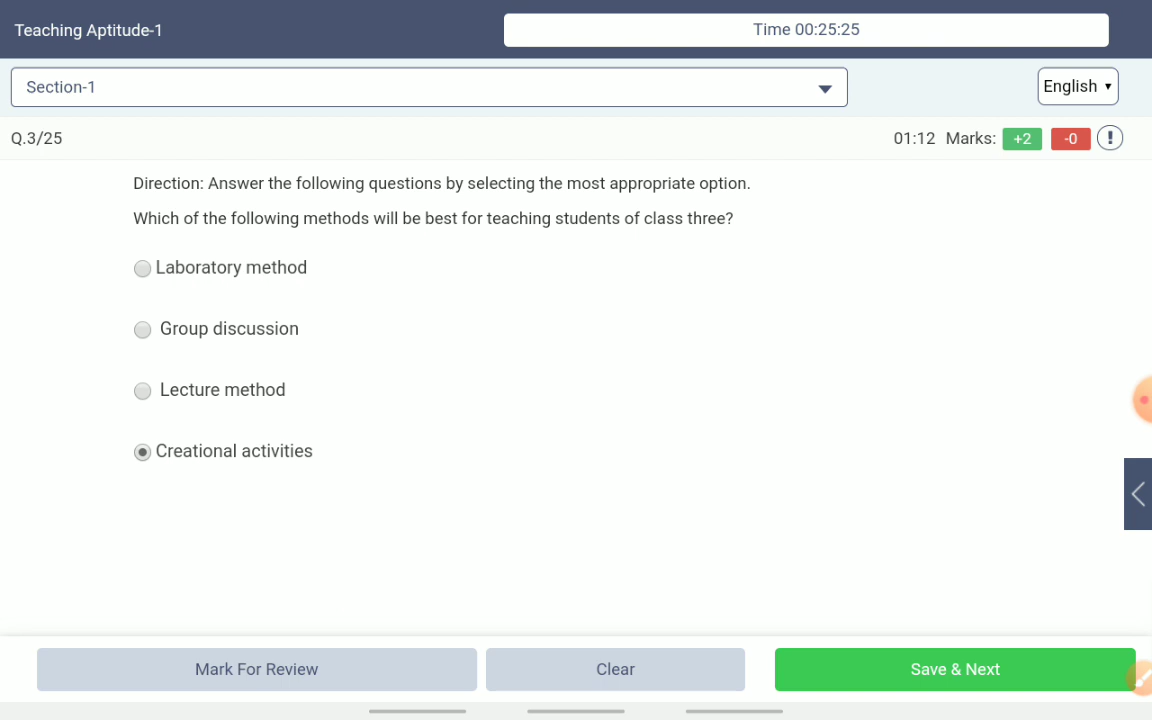 Teaching Aptitude-1
Time 00:25:25
Section-1
English
Q.3/25
01:12 Marks: +2 -0 !
Direction: Answer the following questions by selecting the most appropriate option.
Which of the following methods will be best for teaching students of class three?
Laboratory method
Group discussion
Lecture method
Creational activities
Mark For Review
Clear
Save & Next